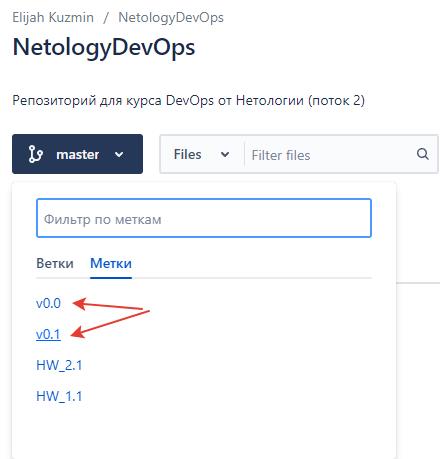 Elijah Kuzmin / NetologyDevOps
NetologyDevOps
Репозиторий для курса DevOps от Нетологии (поток 2)
master Files Filter files
Фильтр по меткам
Ветки Метки
v0.0
v0.1
HW_2.1
HW_1.1